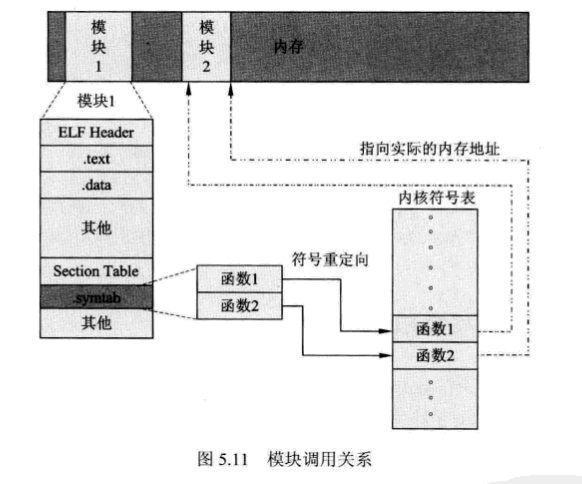 模块1
模块2
内存
模块1
ELF Header
.text
.data
其他
Section Table
.symtab
其他
函数1
函数2
符号重定向
指向实际的内存地址
内核符号表
函数1
函数2
图 5.11 模块调用关系